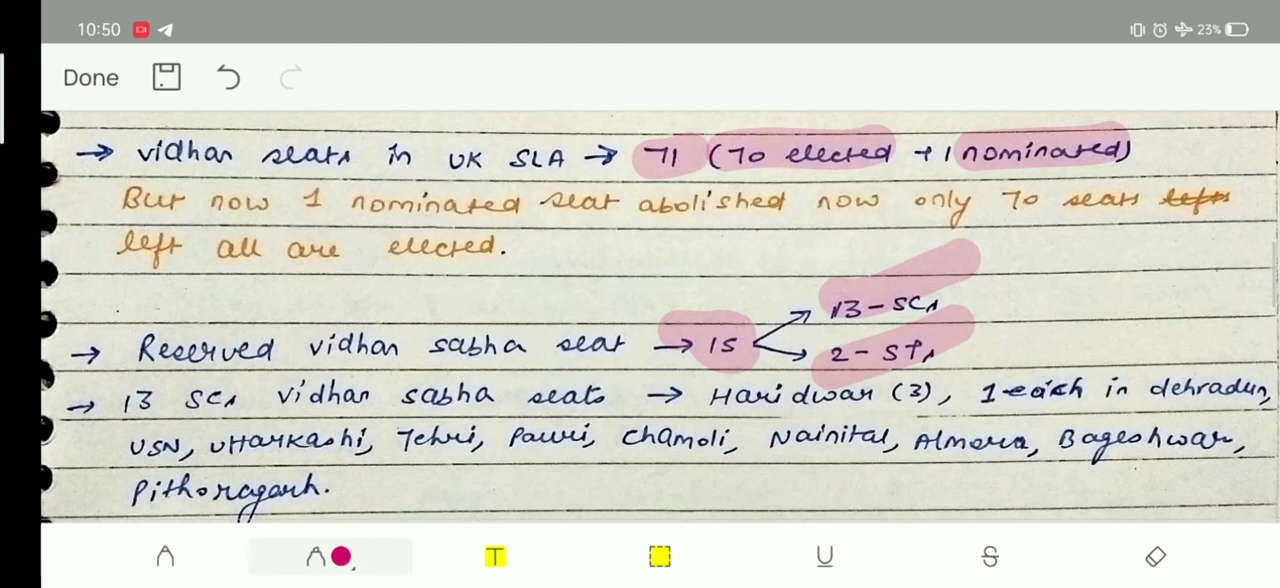 10:50
23%
Done
→ vidhan seats in UK SLA → 71 (70 elected + 1 nominated)
But now 1 nominated seat abolished now only 70 seats left
left all are elected.
13 - SCs
→ Reserved vidhan sabha seat → 15
2 - STs
→ 13 SCs vidhan sabha seats → Haridwar (3), 1 each in dehradun,
USN, uttarkashi, Tehri, Pauri, Chamoli, Nainital, Almora, Bageshwar,
Pithoragarh.
T
U
S